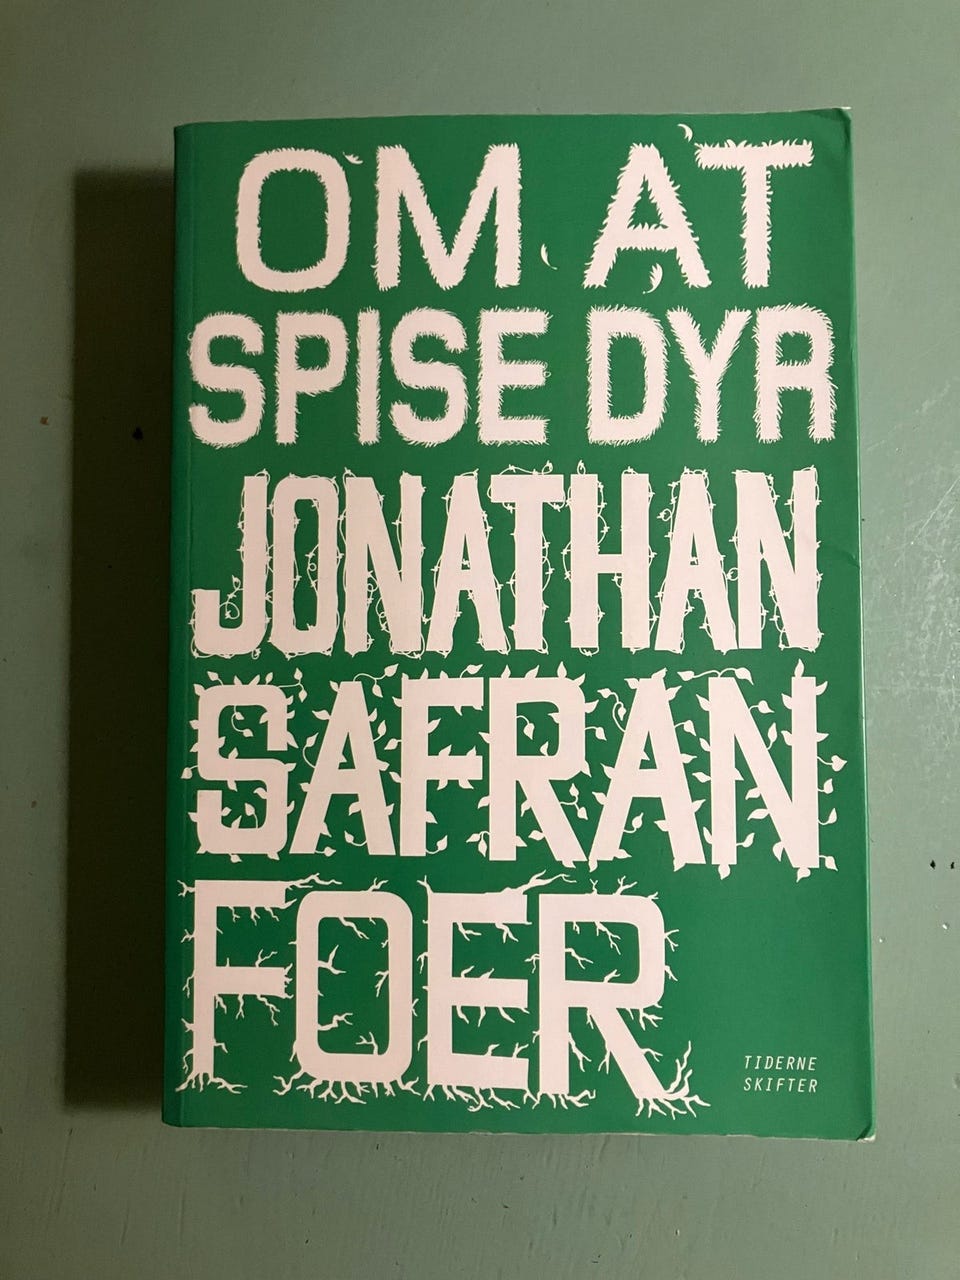 OM AT
SPISE DYR
JONATHAN
SAFRAN
FOER
TIDERNE
SKIFTER